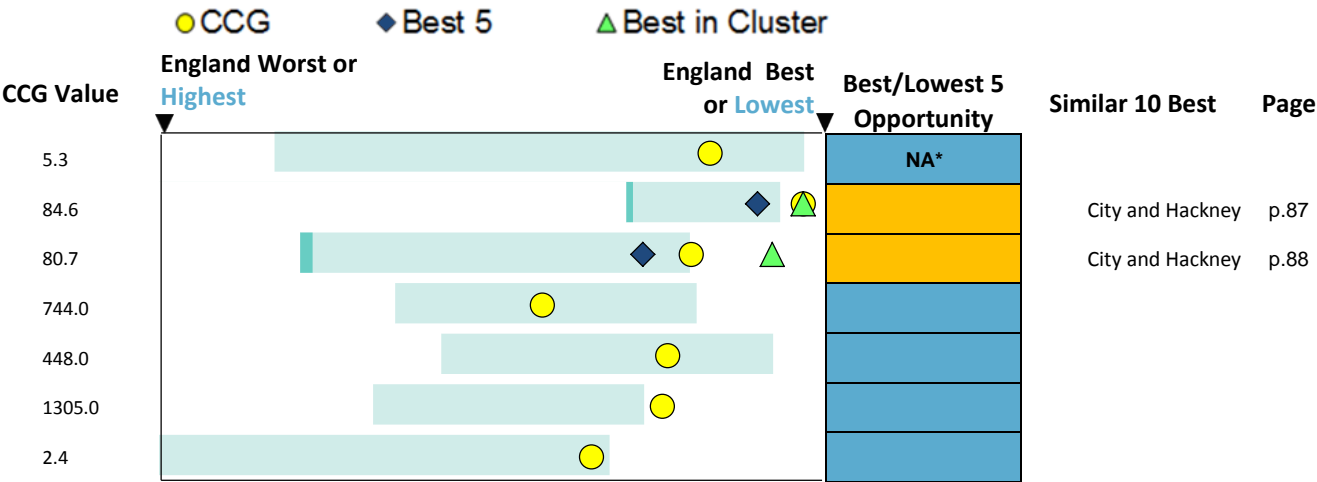 CCG Best 5 Best in Cluster
CCG Value
England Worst or
Highest
England Best
or Lowest
Best/Lowest 5
Opportunity
Similar 10 Best
Page
5.3 NA*
84.6 City and Hackney p.87
80.7 City and Hackney p.88
744.0
448.0
1305.0
2.4